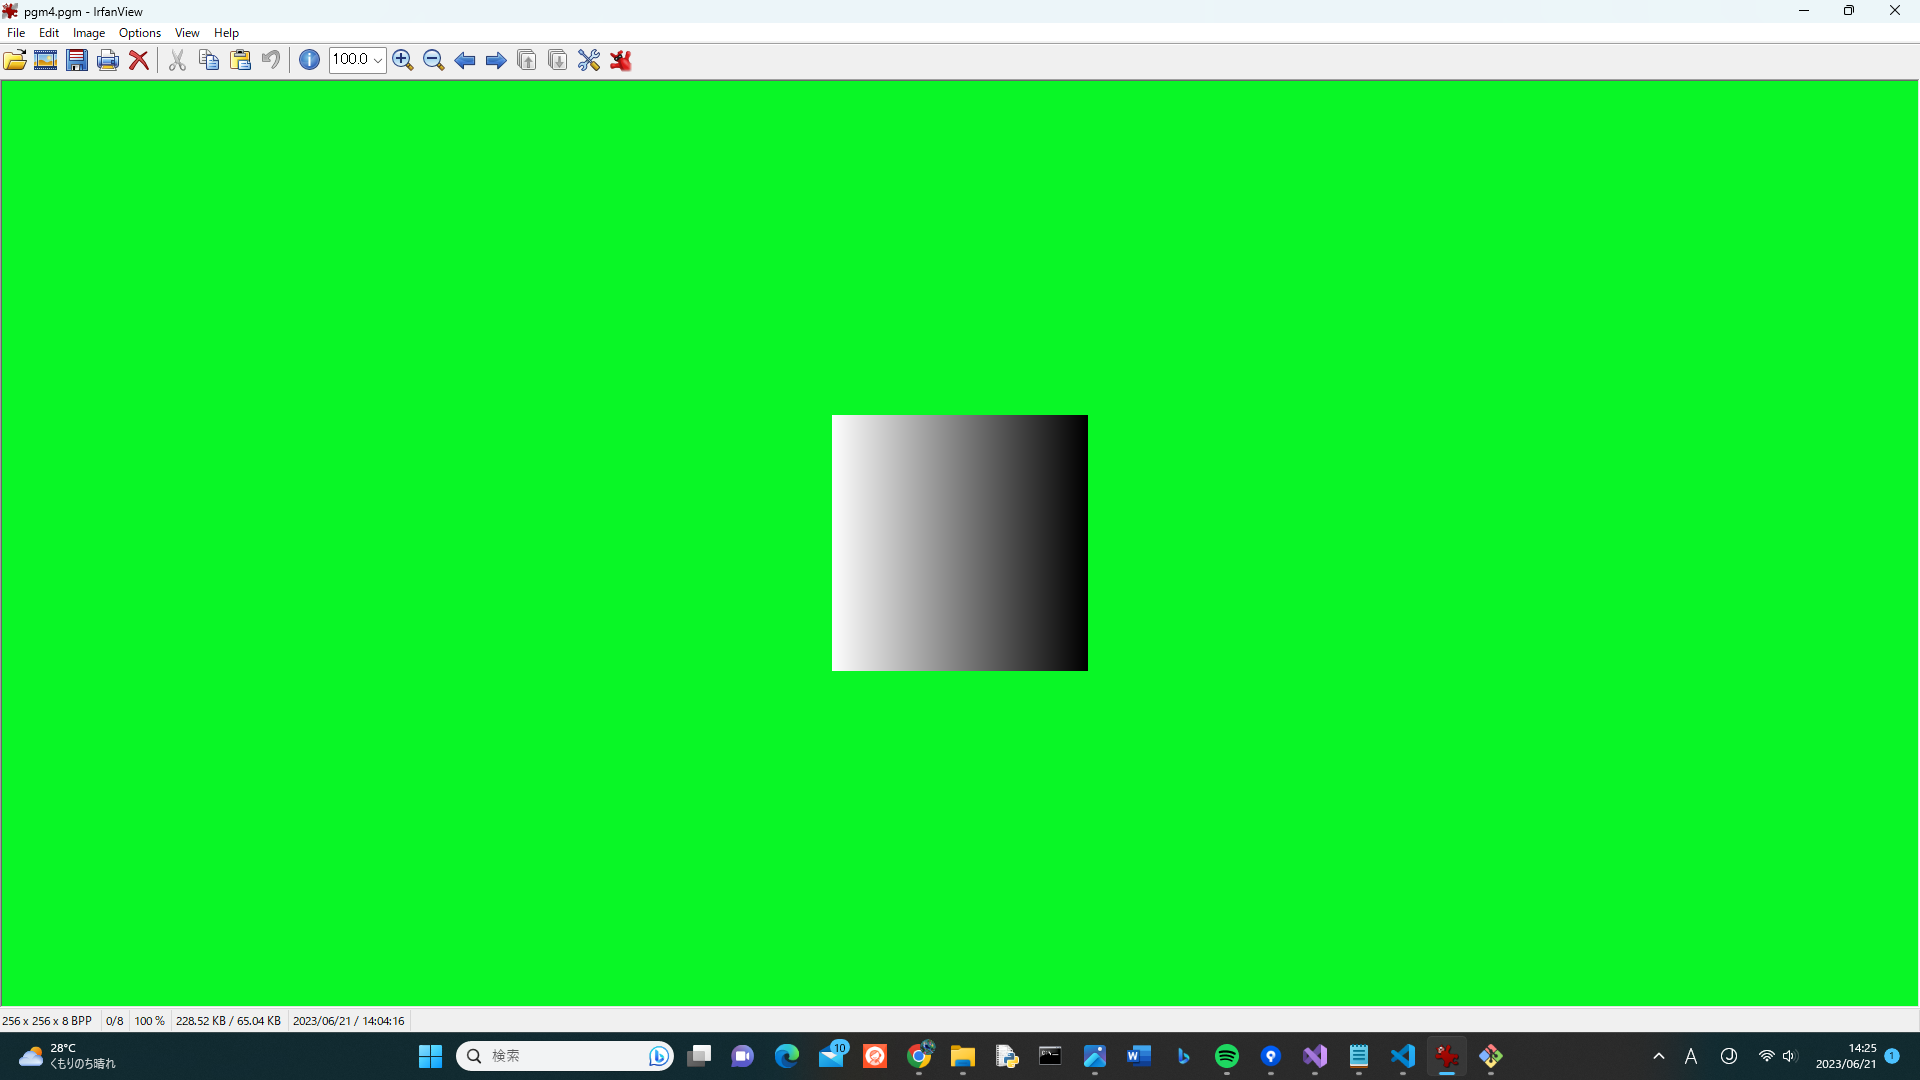 pgm4.pgm - IrfanView
File Edit Image Options View Help
100.0
256 x 256 x 8 BPP 0/8 100 % 228.52 KB / 65.04 KB 2023/06/21 / 14:04:16
28°C
くもりのち晴れ
検索
10
A
14:25
2023/06/21
1